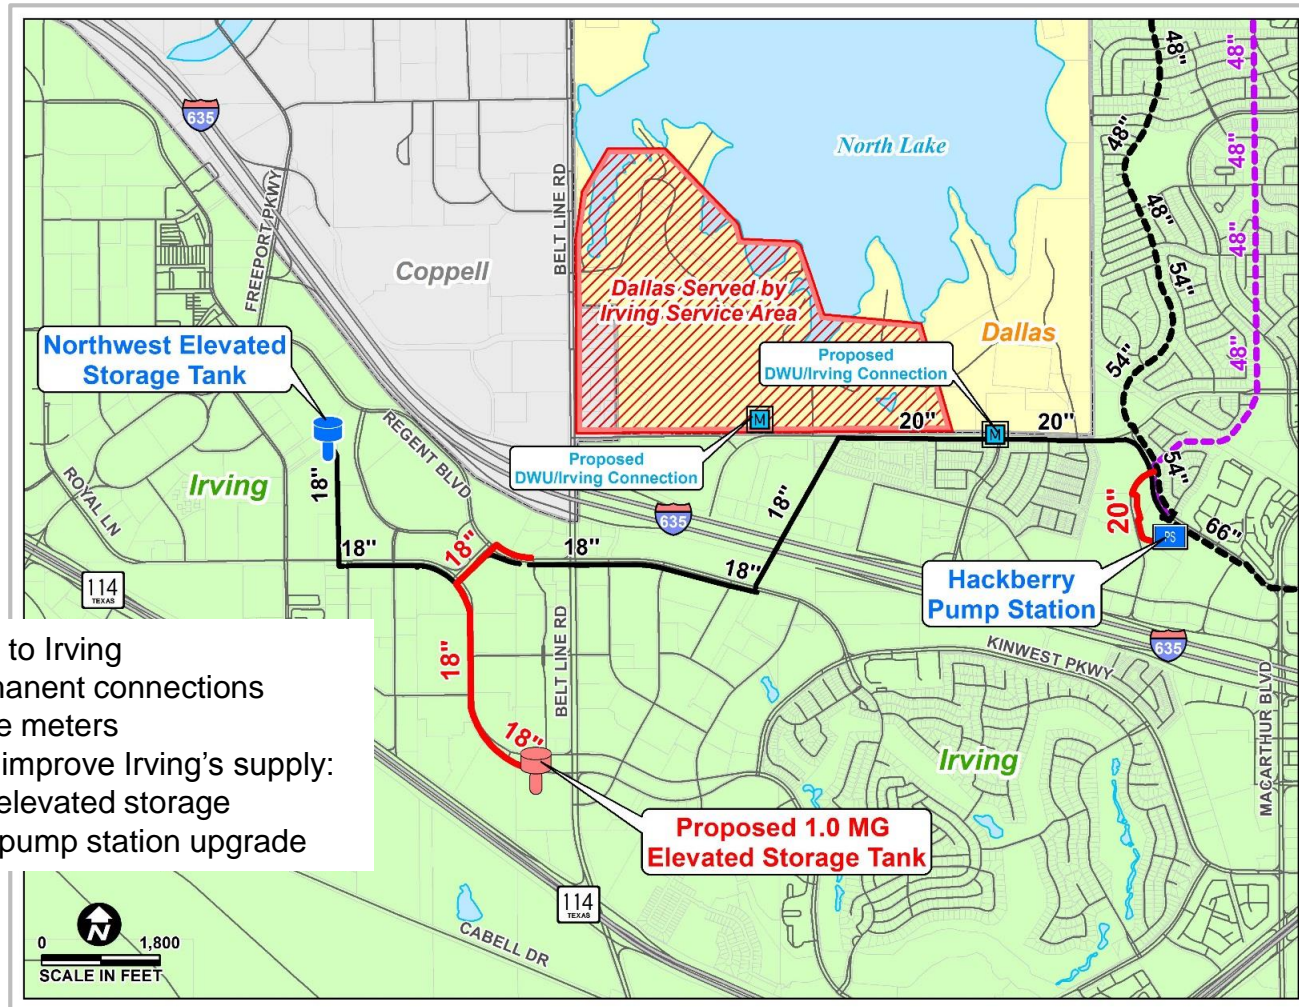 635
48"
48"
48"
48"
48"
48"
48"
48"
54"
54"
54"
North Lake
FREEPORT PKWY
BELT LINE RD
Coppell
Dallas Served by
Irving Service Area
Dallas
Northwest Elevated
Storage Tank
Proposed
DWU/Irving Connection
M
20"
M
20"
Proposed
DWU/Irving Connection
REGENT BLVD
ROYAL LN
Irving
18"
18"
635
20"
PS
66"
18"
18"
18"
18"
114
TEXAS
Hackberry
Pump Station
KINWEST PKWY
635
18"
BELT LINE RD
MACARTHUR BLVD
to Irving
manent connections
e meters
improve Irving's supply:
elevated storage
pump station upgrade
18"
Irving
Proposed 1.0 MG
Elevated Storage Tank
114
TEXAS
CABELL DR
N
0 1,800
SCALE IN FEET